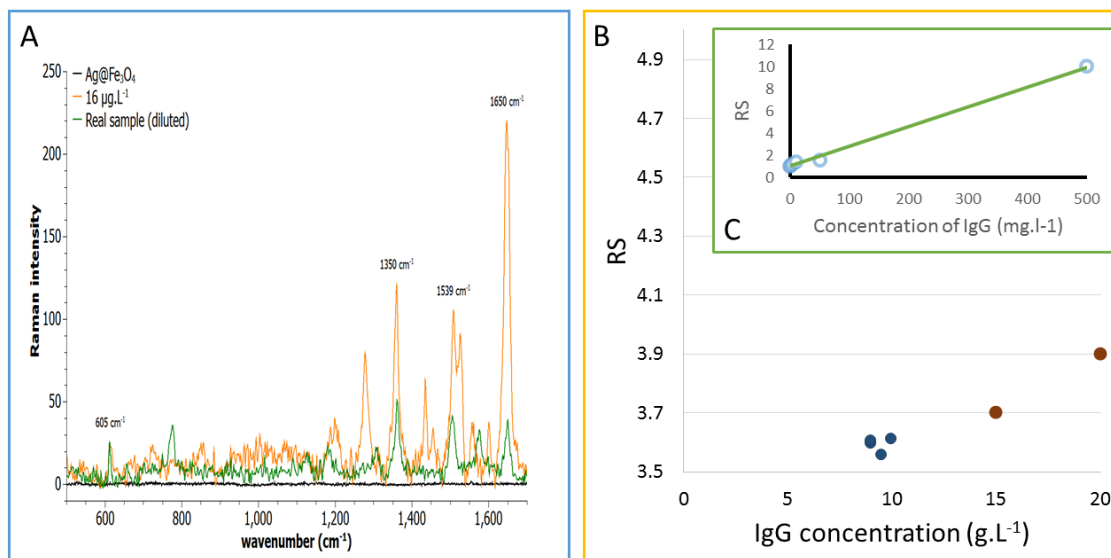 A
Ag@Fe₃O₄
16 µg.L⁻¹
Real sample (diluted)
250
200
150
100
50
0
Raman intensity
605 cm⁻¹
1350 cm⁻¹
1539 cm⁻¹
1650 cm⁻¹
600
800
1,000
1,200
1,400
1,600
wavenumber (cm⁻¹)
B
4.9
4.7
4.5
4.3
4.1
3.9
3.7
3.5
RS
0
5
10
15
20
IgG concentration (g.L⁻¹)
12
10
8
6
4
2
0
RS
0
100
200
300
400
500
Concentration of IgG (mg.l-1)
C